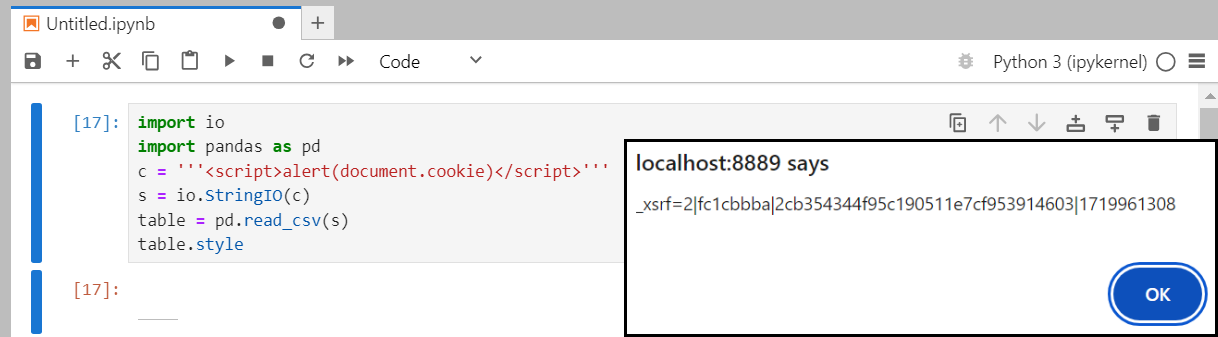 Untitled.ipynb
Code
Python 3 (ipykernel)
[17]:
import io
import pandas as pd
c = '''<script>alert(document.cookie)</script>'''
s = io.StringIO(c)
table = pd.read_csv(s)
table.style
localhost:8889 says
_xsrf=2|fc1cbbba|2cb354344f95c190511e7cf953914603|1719961308
OK
[17]: